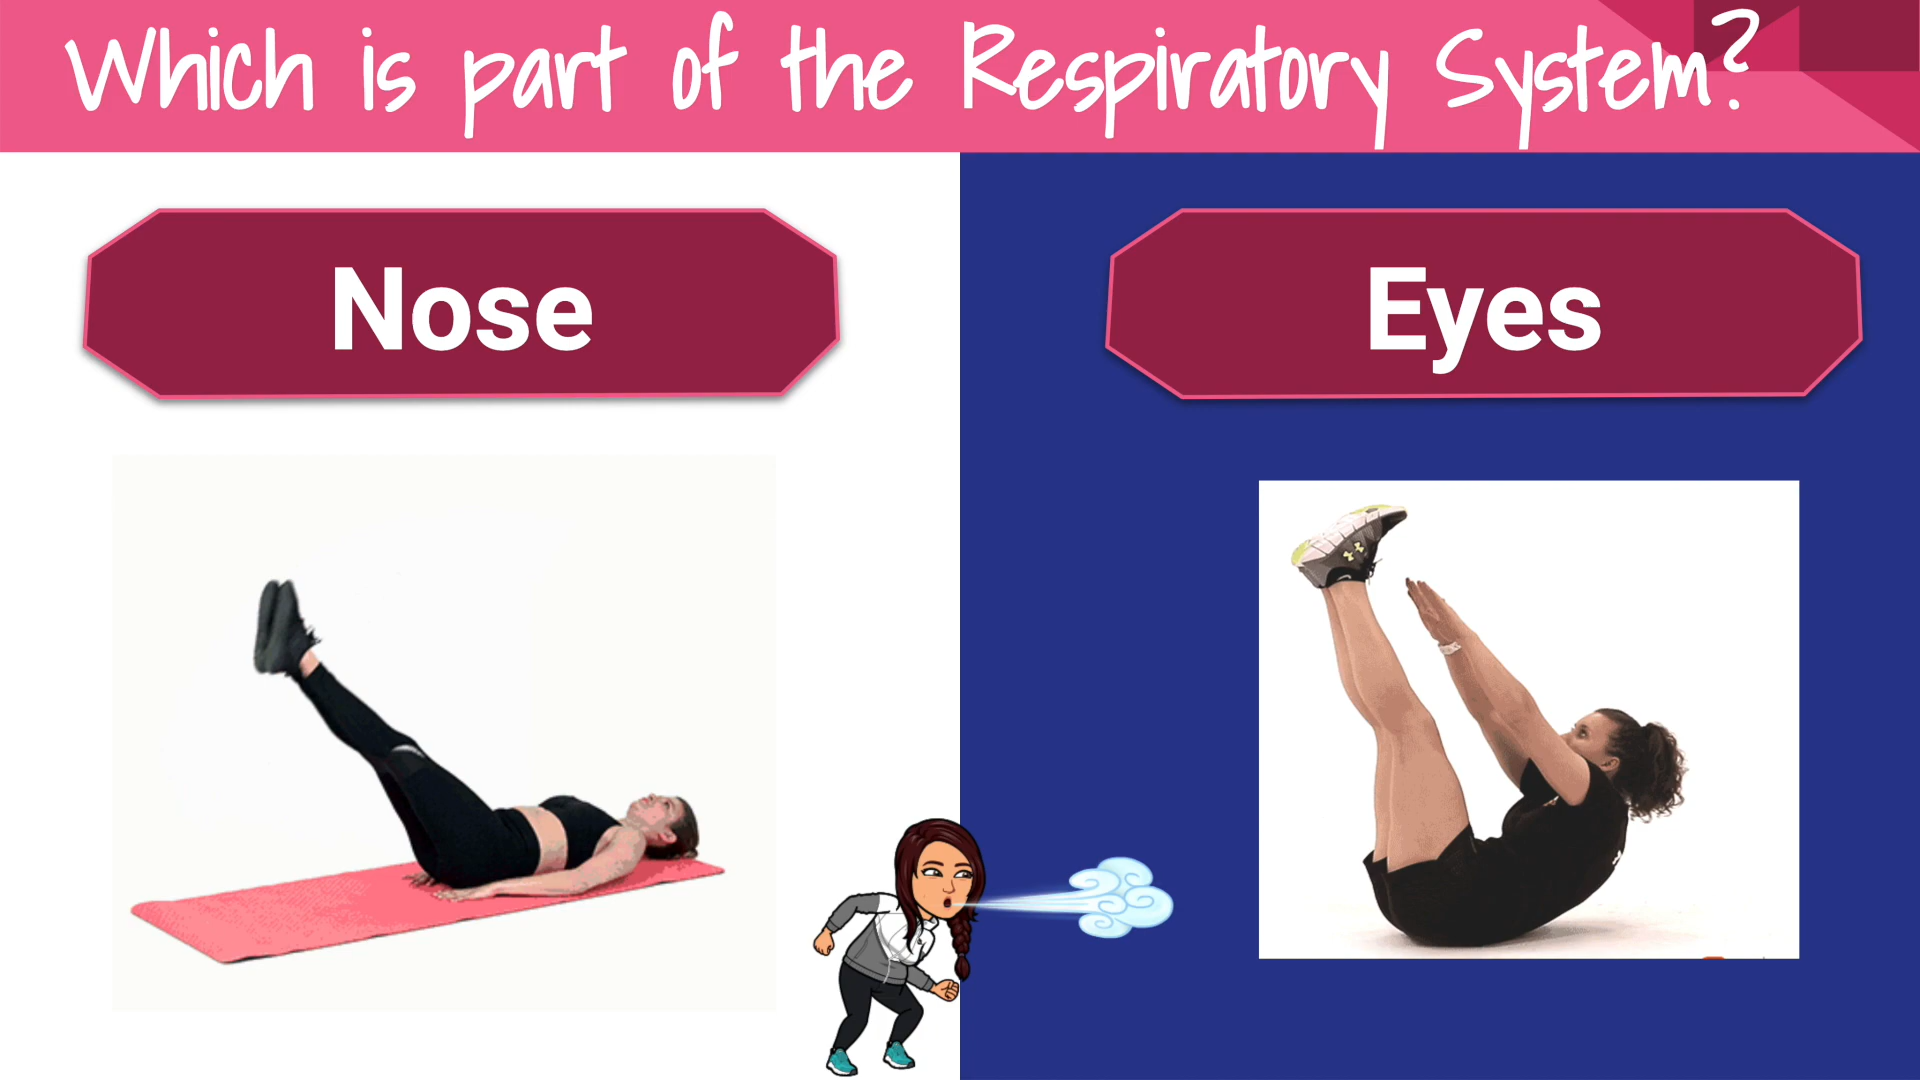 Which is part of the Respiratory System?
Nose
Eyes